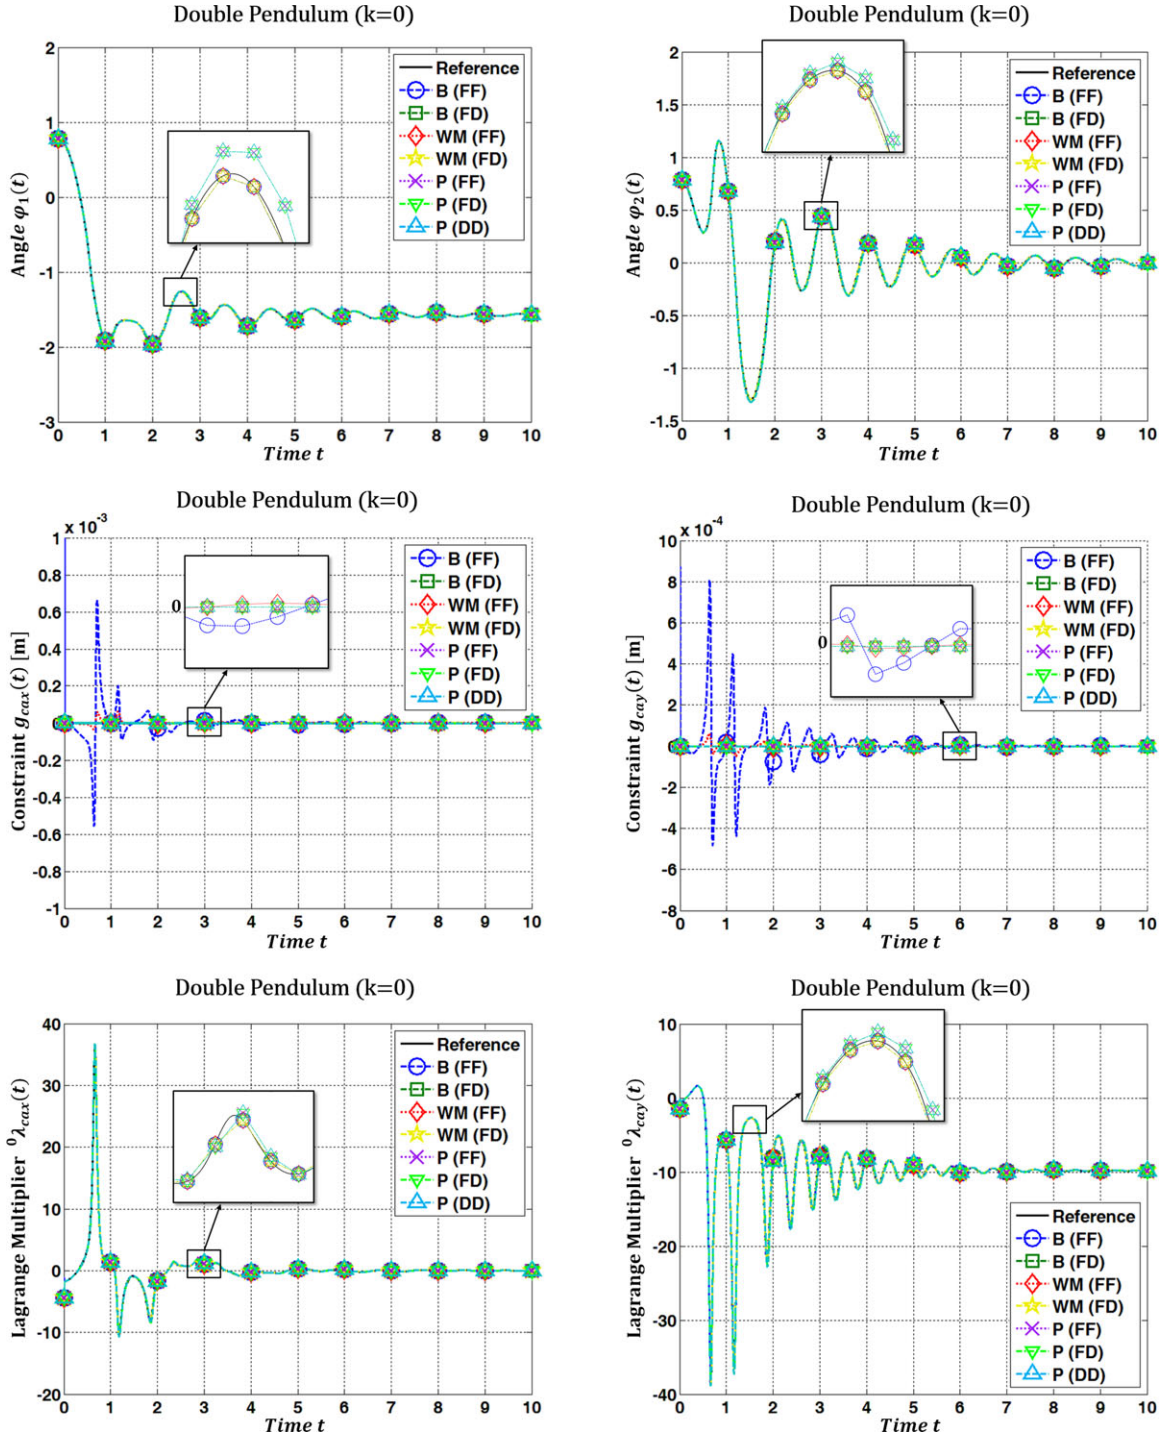 Double Pendulum (k=0)
Angle φ1(t)
2
1
0
-1
-2
-3
0 1 2 3 4 5 6 7 8 9 10
Time t
Reference
B (FF)
B (FD)
WM (FF)
WM (FD)
P (FF)
P (FD)
P (DD)
Double Pendulum (k=0)
Angle φ2(t)
2
1.5
1
0.5
0
-0.5
-1
-1.5
0 1 2 3 4 5 6 7 8 9 10
Time t
Reference
B (FF)
B (FD)
WM (FF)
WM (FD)
P (FF)
P (FD)
P (DD)
Double Pendulum (k=0)
x 10^-3
Constraint gcax(t) [m]
1
0.8
0.6
0.4
0.2
0
-0.2
-0.4
-0.6
-0.8
-1
0
0 1 2 3 4 5 6 7 8 9 10
Time t
B (FF)
B (FD)
WM (FF)
WM (FD)
P (FF)
P (FD)
P (DD)
Double Pendulum (k=0)
x 10^-4
Constraint gcay(t) [m]
10
8
6
4
2
0
-2
-4
-6
-8
0
0 1 2 3 4 5 6 7 8 9 10
Time t
B (FF)
B (FD)
WM (FF)
WM (FD)
P (FF)
P (FD)
P (DD)
Double Pendulum (k=0)
Lagrange Multiplier ⁰λcax(t)
40
30
20
10
0
-10
-20
0 1 2 3 4 5 6 7 8 9 10
Time t
Reference
B (FF)
B (FD)
WM (FF)
WM (FD)
P (FF)
P (FD)
P (DD)
Double Pendulum (k=0)
Lagrange Multiplier ⁰λcay(t)
10
0
-10
-20
-30
-40
0 1 2 3 4 5 6 7 8 9 10
Time t
Reference
B (FF)
B (FD)
WM (FF)
WM (FD)
P (FF)
P (FD)
P (DD)